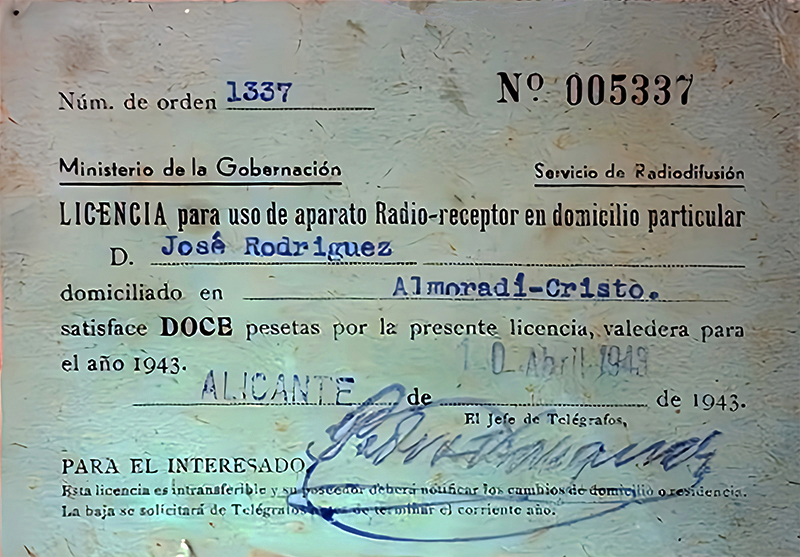 Núm. de orden 1337 Nº 005337
Ministerio de la Gobernación Servicio de Radiodifusión
LICENCIA para uso de aparato Radio-receptor en domicilio particular
D. José Rodriguez
domiciliado en Almoradí-Cristo.
satisface DOCE pesetas por la presente licencia, valedera para
el año 1943. 10 Abril 1943
ALICANTE de de 1943.
El Jefe de Telégrafos,
PARA EL INTERESADO
Esta licencia es intransferible y su poseedor deberá notificar los cambios de domicilio o residencia.
La baja se solicitará de Telégrafos antes de terminar el corriente año.